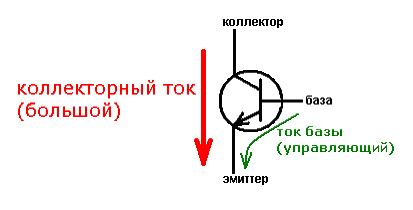 коллектор
коллекторный ток
(большой)
база
ток базы
(управляющий)
эмиттер